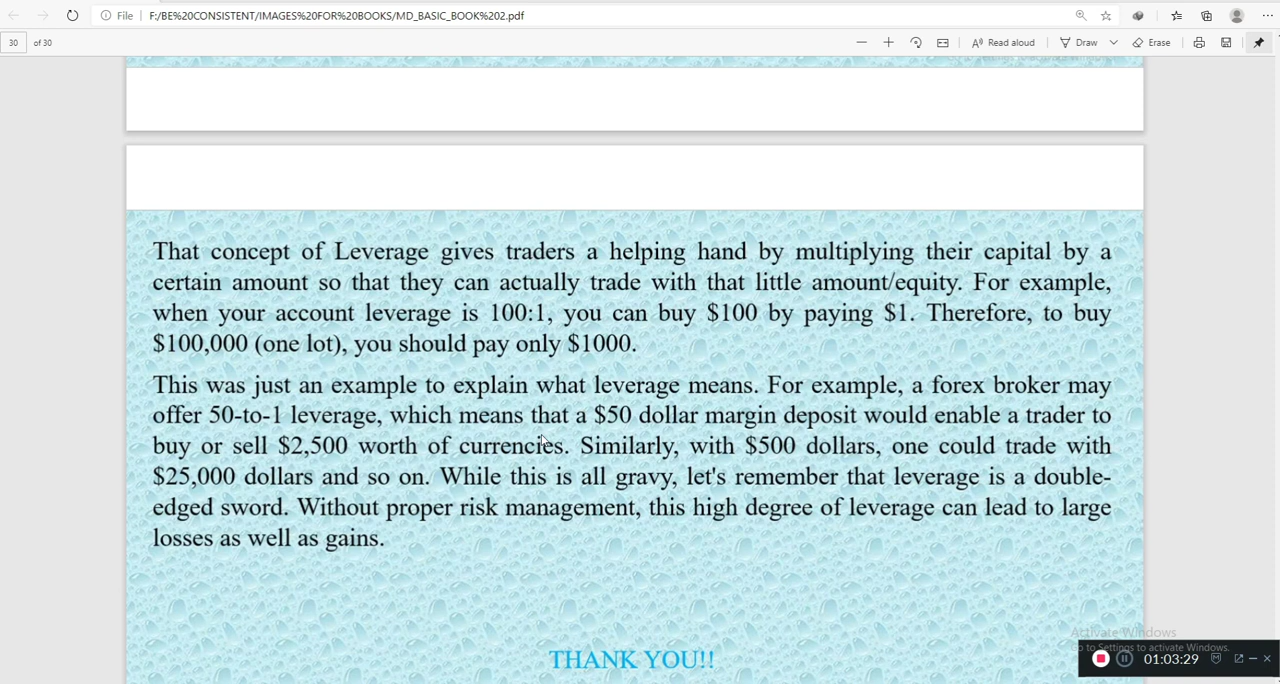 File F:/BE%20CONSISTENT/IMAGES%20FOR%20BOOKS/MD_BASIC_BOOK%202.pdf
30 of 30 Read aloud Draw Erase
That concept of Leverage gives traders a helping hand by multiplying their capital by a
certain amount so that they can actually trade with that little amount/equity. For example,
when your account leverage is 100:1, you can buy $100 by paying $1. Therefore, to buy
$100,000 (one lot), you should pay only $1000.
This was just an example to explain what leverage means. For example, a forex broker may
offer 50-to-1 leverage, which means that a $50 dollar margin deposit would enable a trader to
buy or sell $2,500 worth of currencies. Similarly, with $500 dollars, one could trade with
$25,000 dollars and so on. While this is all gravy, let's remember that leverage is a double-
edged sword. Without proper risk management, this high degree of leverage can lead to large
losses as well as gains.
THANK YOU!!
Activate Windows
to Settings to activate Windows.
01:03:29